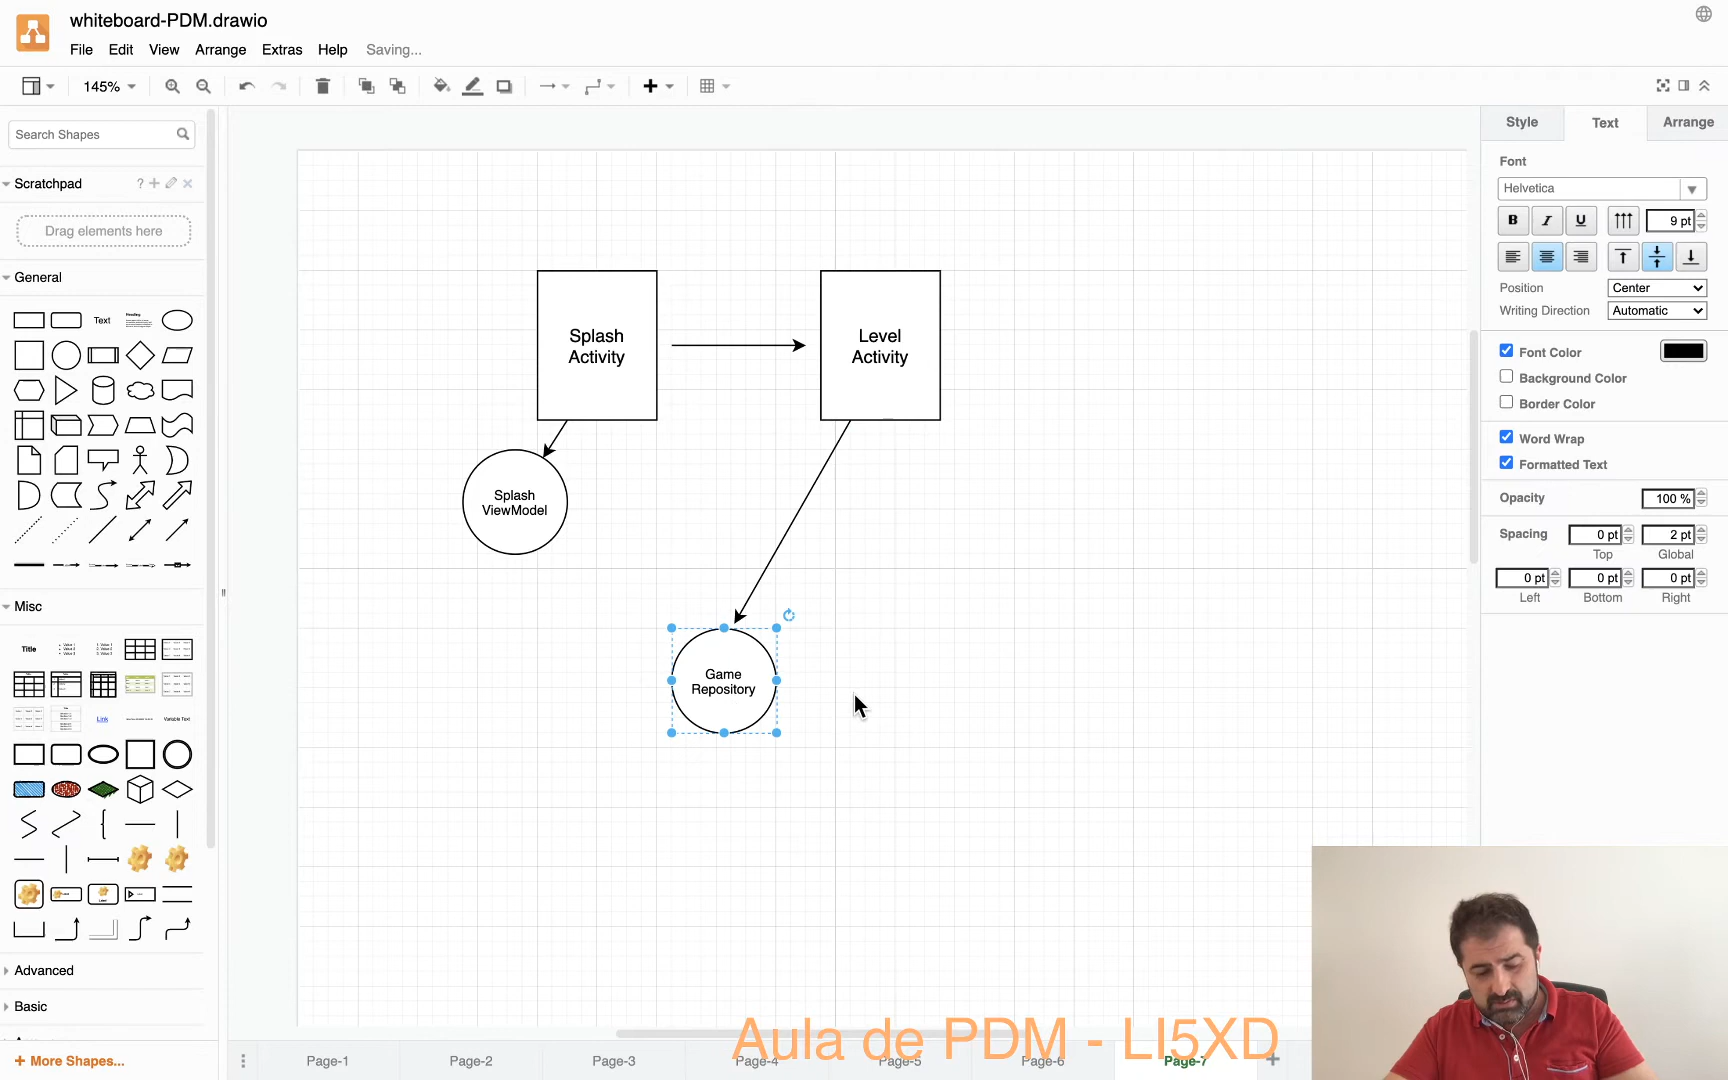 whiteboard-PDM.drawio
File Edit View Arrange Extras Help Saving...
145%
Search Shapes
Scratchpad ?
Drag elements here
General
Text
Heading
Misc
Title
Link
Variable Text
Advanced
Basic
+ More Shapes...
Splash
Activity
Level
Activity
Splash
ViewModel
Game
Repository
Style Text Arrange
Font
Helvetica
B I U 9 pt
Position Center
Writing Direction Automatic
Font Color
Background Color
Border Color
Word Wrap
Formatted Text
Opacity 100 %
Spacing 0 pt 2 pt
Top Global
0 pt 0 pt 0 pt
Left Bottom Right
Aula de PDM - LI5XD
Page-1 Page-2 Page-3 Page-4 Page-5 Page-6 Page-7